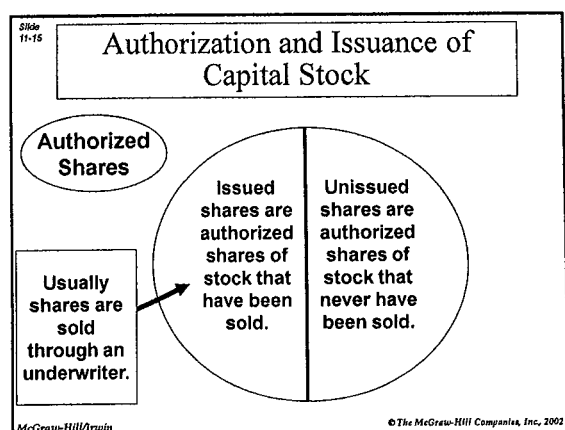 Slide
11-15
Authorization and Issuance of
Capital Stock
Authorized
Shares
Issued
shares are
authorized
shares of
stock that
have been
sold.
Unissued
shares are
authorized
shares of
stock that
never have
been sold.
Usually
shares are
sold
through an
underwriter.
McGraw-Hill/Irwin
© The McGraw-Hill Companies, Inc., 2002